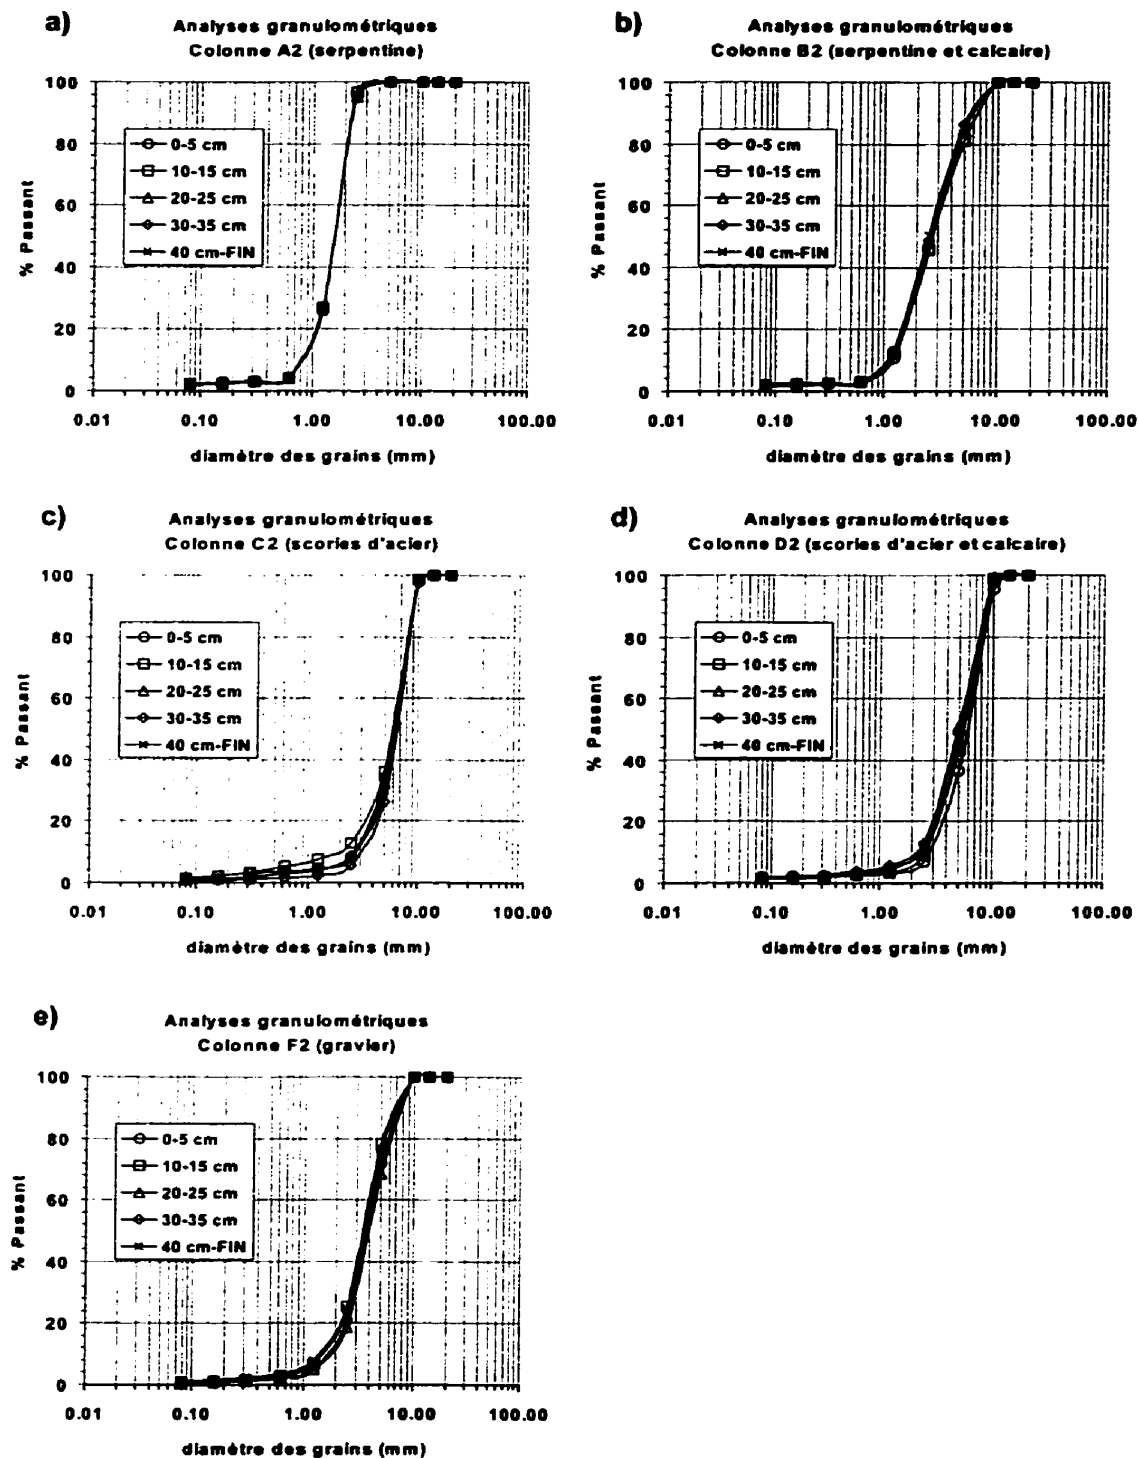 a)
Analyses granulométriques
Colonne A2 (serpentine)
100
80
60
40
20
0
% Passant
0-5 cm
10-15 cm
20-25 cm
30-35 cm
40 cm-FIN
0.01
0.10
1.00
10.00
100.00
diamètre des grains (mm)
b)
Analyses granulométriques
Colonne B2 (serpentine et calcaire)
100
80
60
40
20
0
% Passant
0-5 cm
10-15 cm
20-25 cm
30-35 cm
40 cm-FIN
0.01
0.10
1.00
10.00
100.00
diamètre des grains (mm)
c)
Analyses granulométriques
Colonne C2 (scories d'acier)
100
80
60
40
20
0
% Passant
0-5 cm
10-15 cm
20-25 cm
30-35 cm
40 cm-FIN
0.01
0.10
1.00
10.00
100.00
diamètre des grains (mm)
d)
Analyses granulométriques
Colonne D2 (scories d'acier et calcaire)
100
80
60
40
20
0
% Passant
0-5 cm
10-15 cm
20-25 cm
30-35 cm
40 cm-FIN
0.01
0.10
1.00
10.00
100.00
diamètre des grains (mm)
e)
Analyses granulométriques
Colonne F2 (gravier)
100
80
60
40
20
0
% Passant
0-5 cm
10-15 cm
20-25 cm
30-35 cm
40 cm-FIN
0.01
0.10
1.00
10.00
100.00
diamètre des grains (mm)